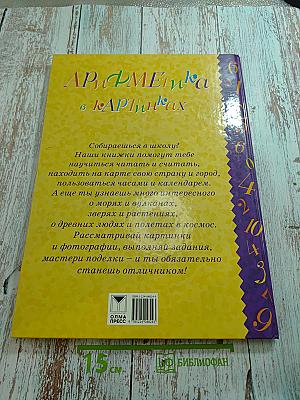 АРИФМЕТИКА
в КАРТИНКАХ
Собираешься в школу?
Наши книжки помогут тебе
научиться читать и считать,
находить на карте свою страну и город,
пользоваться часами и календарем.
А еще ты узнаешь много интересного
о морях и вулканах,
зверях и растениях,
о древних людях и полетах в космос.
Рассматривай картинки
и фотографии, выполняй задания,
мастери поделки – и ты обязательно
станешь отличником!
ОЛМА
ПРЕСС
15 см
БИБЛИОФАН